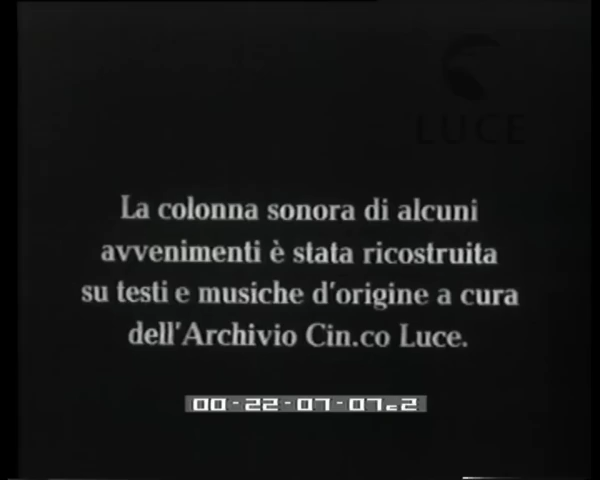 LUCE
La colonna sonora di alcuni
avvenimenti è stata ricostruita
su testi e musiche d'origine a cura
dell'Archivio Cin.co Luce.
00-22-07-07.2